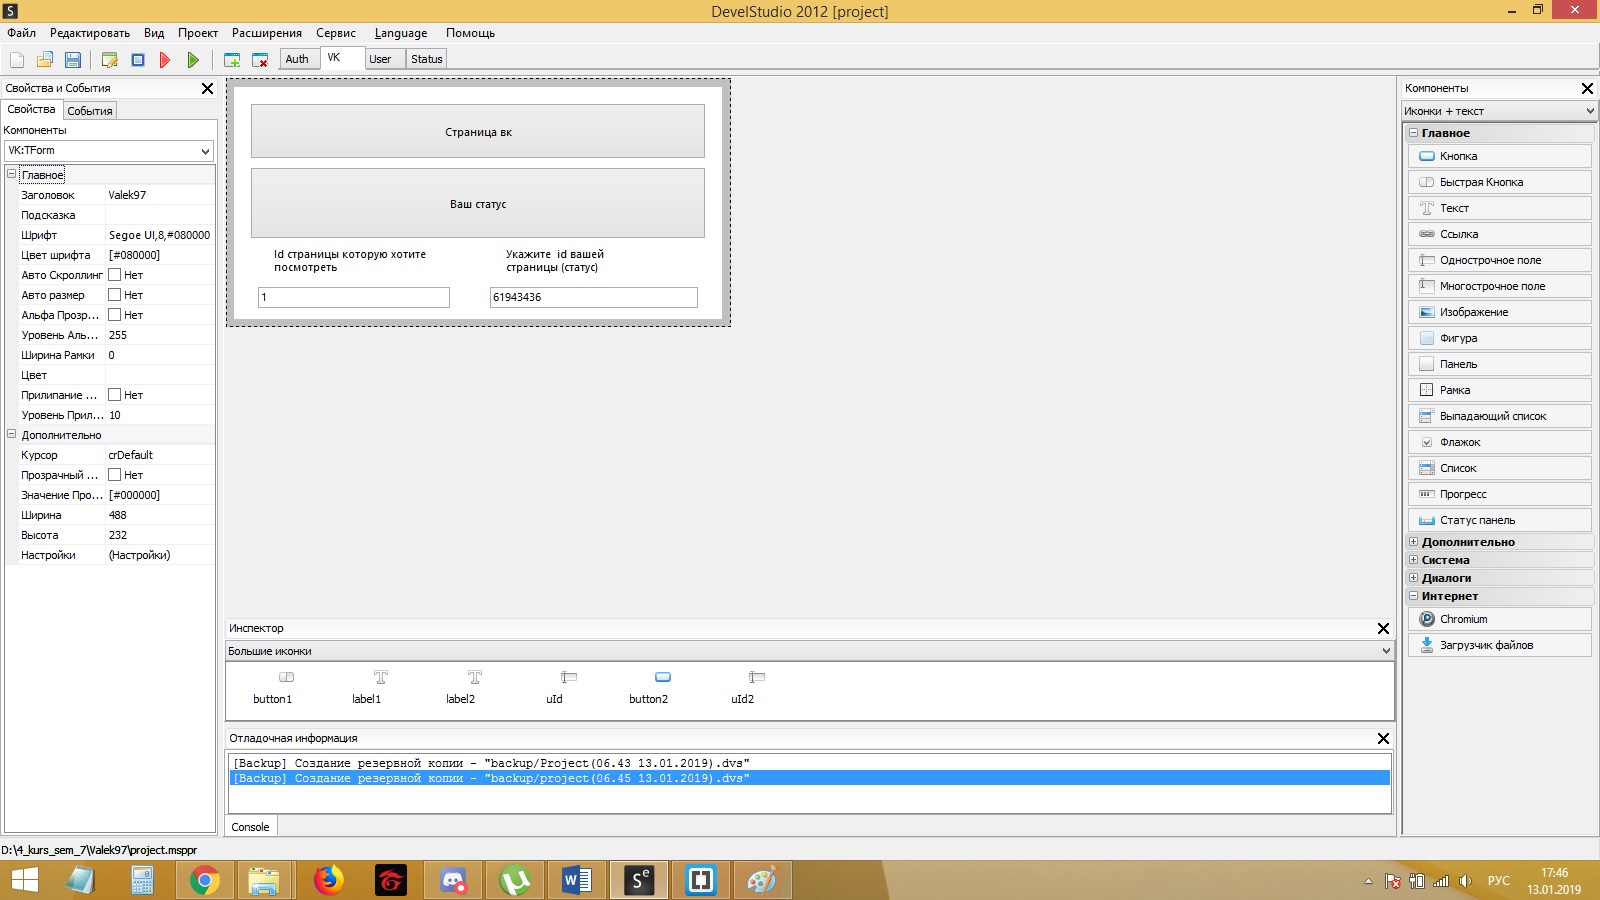 DevelStudio 2012 [project]
Файл Редактировать Вид Проект Расширения Сервис Language Помощь
Auth VK User Status
Свойства и События
Свойства События
Компоненты
VK:TForm
Главное
Заголовок Valek97
Подсказка
Шрифт Segoe UI,8,#080000
Цвет шрифта [#080000]
Авто Скроллинг Нет
Авто размер Нет
Альфа Прозр... Нет
Уровень Аль... 255
Ширина Рамки 0
Цвет
Прилипание ... Нет
Уровень Прил... 10
Дополнительно
Курсор crDefault
Прозрачный ... Нет
Значение Про... [#000000]
Ширина 488
Высота 232
Настройки (Настройки)
Страница вк
Ваш статус
Id страницы которую хотите
посмотреть
Укажите id вашей
страницы (статус)
1
61943436
Инспектор
Большие иконки
button1 label1 label2 uId button2 uId2
Отладочная информация
[Backup] Создание резервной копии - "backup/Project(06.43 13.01.2019).dvs"
[Backup] Создание резервной копии - "backup/project(06.45 13.01.2019).dvs"
Console
Компоненты
Иконки + текст
Главное
Кнопка
Быстрая Кнопка
Текст
Ссылка
Однострочное поле
Многострочное поле
Изображение
Фигура
Панель
Рамка
Выпадающий список
Флажок
Список
Прогресс
Статус панель
Дополнительно
Система
Диалоги
Интернет
Chromium
Загрузчик файлов
D:\4_kurs_sem_7\Valek97\project.msppr
РУС
17:46
13.01.2019